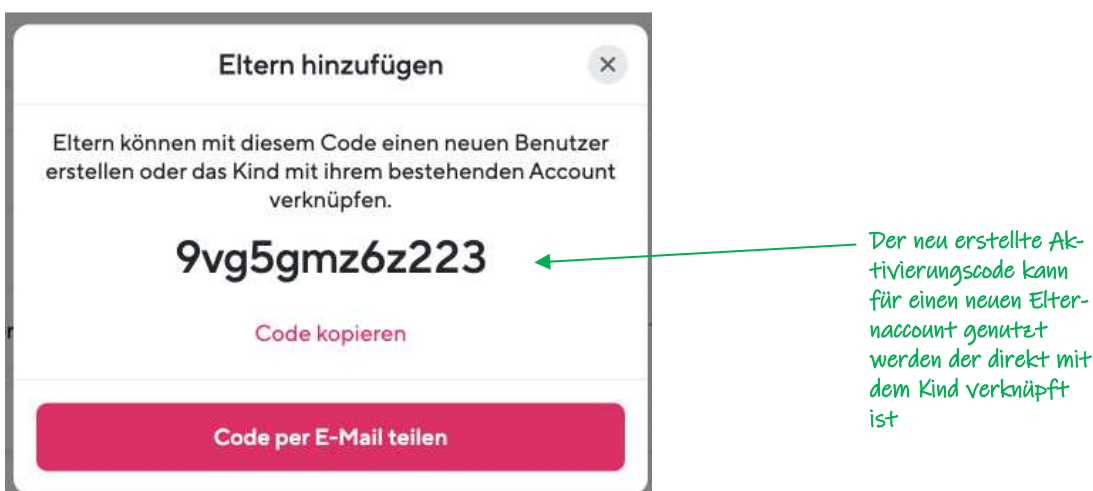 Eltern hinzufügen
Eltern können mit diesem Code einen neuen Benutzer
erstellen oder das Kind mit ihrem bestehenden Account
verknüpfen.
9vg5gmz6z223
Code kopieren
Code per E-Mail teilen
Der neu erstellte Ak-
tivierungscode kann
für einen neuen Elter-
naccount genutzt
werden der direkt mit
dem Kind verknüpft
ist